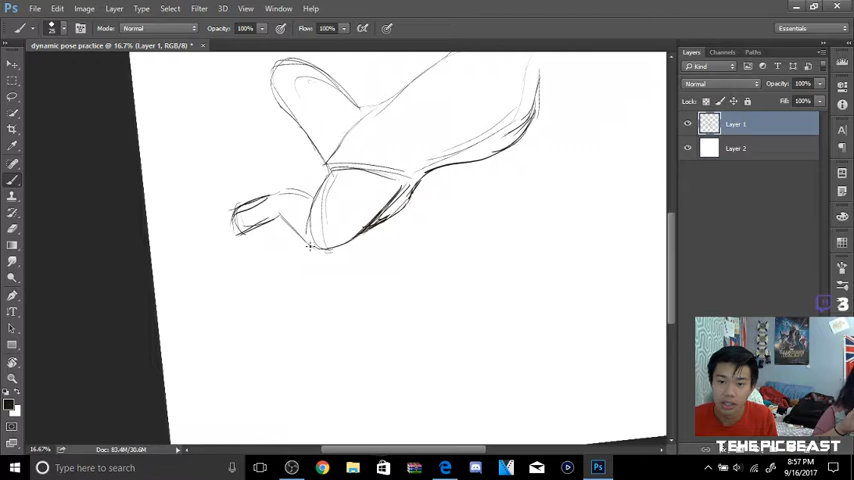 Ps File Edit Image Layer Type Select Filter 3D View Window Help
25 Mode: Normal Opacity: 100% Flow: 100% Essentials
dynamic pose practice @ 16.7% (Layer 1, RGB/8) * ×
Layers Channels Paths
Kind
Normal Opacity: 100%
Lock: Fill: 100%
Layer 1
Layer 2
3
TEHEPICBEAST
16.67% Doc: 83.4M/30.6M
Type here to search
Ps
8:57 PM
9/16/2017